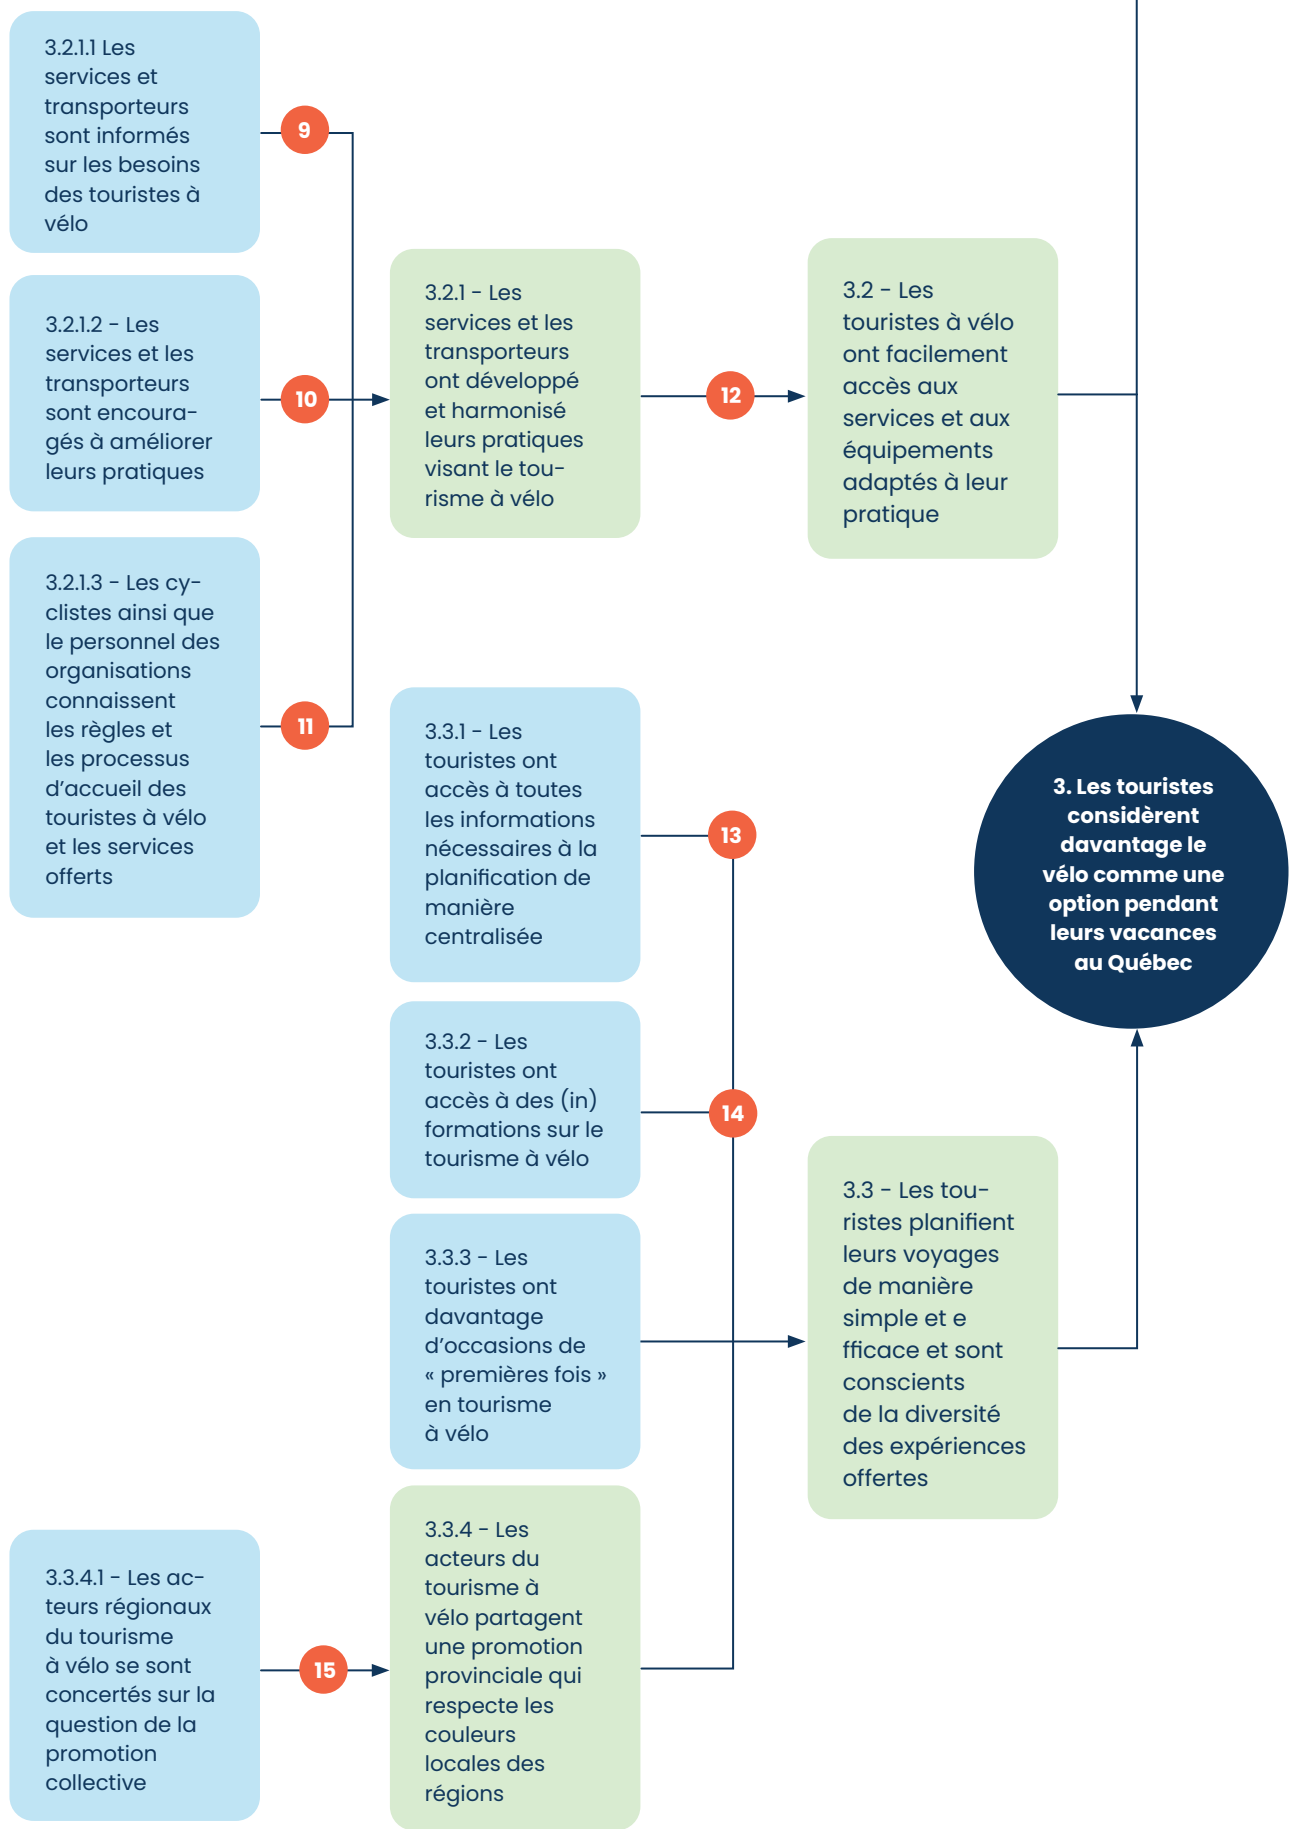 3.2.1.1 Les
services et
transporteurs
sont informés
sur les besoins
des touristes à
vélo
9
3.2.1.2 - Les
services et les
transporteurs
sont encoura-
gés à améliorer
leurs pratiques
10
3.2.1.3 - Les cy-
clistes ainsi que
le personnel des
organisations
connaissent
les règles et
les processus
d'accueil des
touristes à vélo
et les services
offerts
11
3.2.1 - Les
services et les
transporteurs
ont développé
et harmonisé
leurs pratiques
visant le tou-
risme à vélo
12
3.2 - Les
touristes à vélo
ont facilement
accès aux
services et aux
équipements
adaptés à leur
pratique
3.3.1 - Les
touristes ont
accès à toutes
les informations
nécessaires à la
planification de
manière
centralisée
13
3.3.2 - Les
touristes ont
accès à des (in)
formations sur le
tourisme à vélo
14
3.3.3 - Les
touristes ont
davantage
d'occasions de
« premières fois »
en tourisme
à vélo
3.3.4.1 - Les ac-
teurs régionaux
du tourisme
à vélo se sont
concertés sur la
question de la
promotion
collective
15
3.3.4 - Les
acteurs du
tourisme à
vélo partagent
une promotion
provinciale qui
respecte les
couleurs
locales des
régions
3.3 - Les tou-
ristes planifient
leurs voyages
de manière
simple et e
fficace et sont
conscients
de la diversité
des expériences
offertes
3. Les touristes
considèrent
davantage le
vélo comme une
option pendant
leurs vacances
au Québec